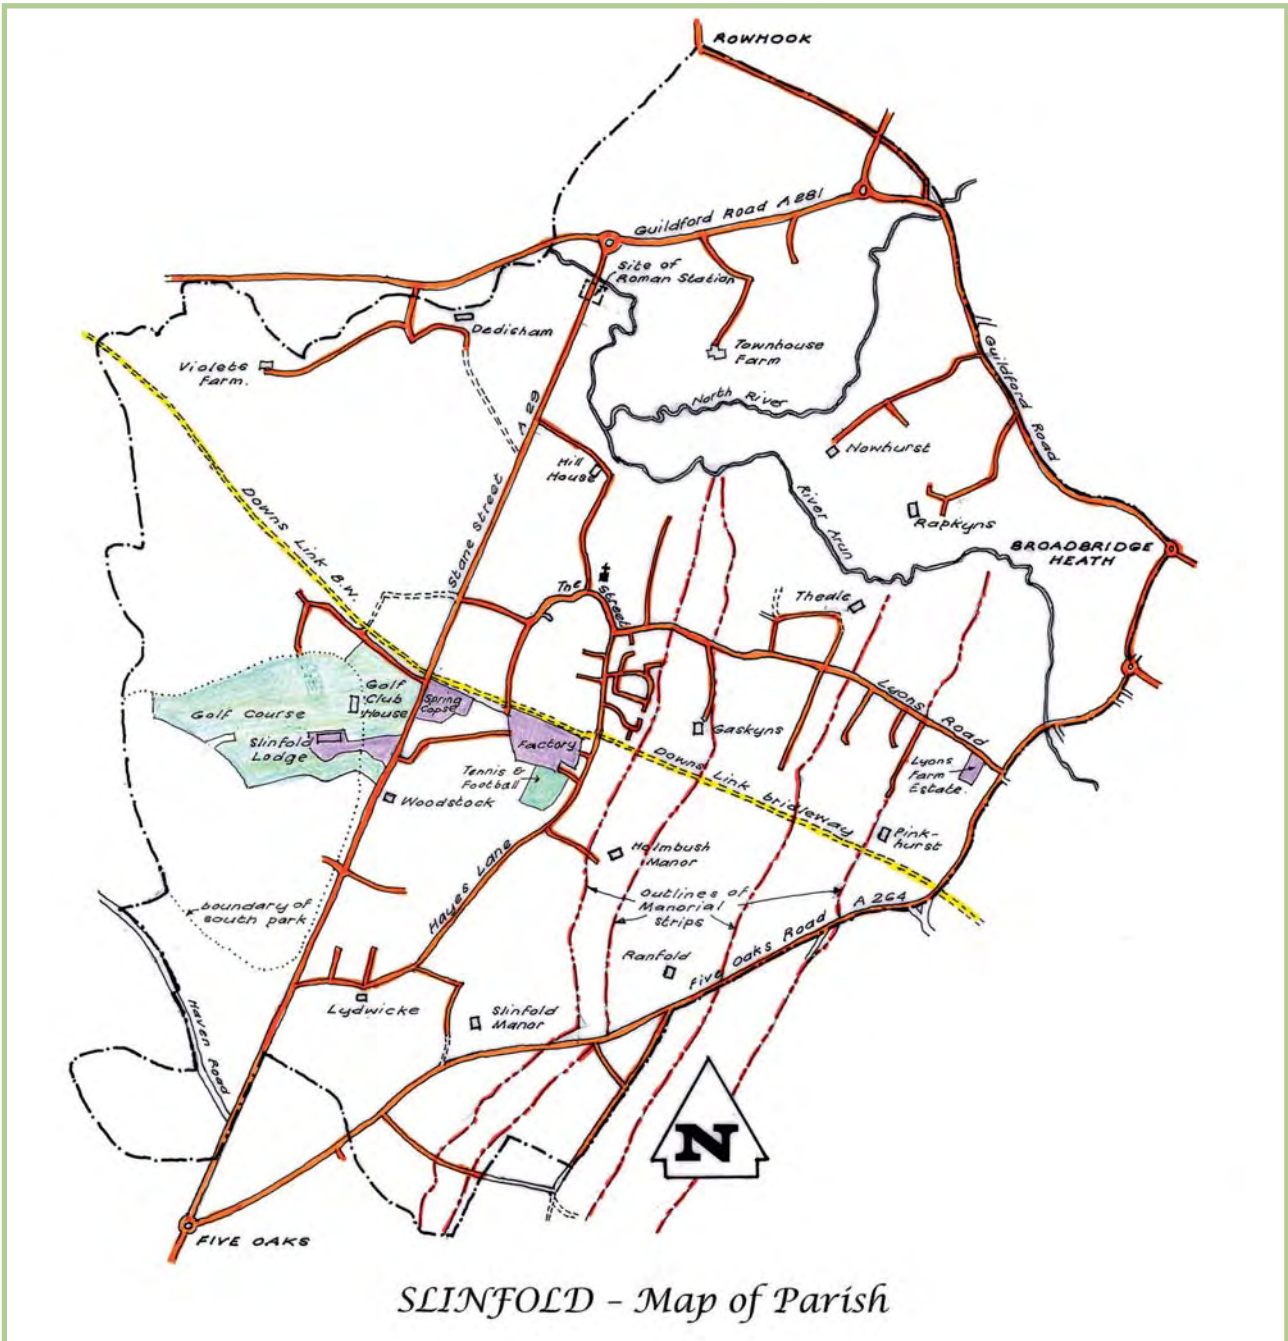 ROWHOOK
Guildford Road A281
Site of
Roman Station
Dedisham
Townhouse
Farm
Violets
Farm.
Guildford Road
North River
A 29
Nowhurst
Hill
House
Downs Link B.W.
Stane Street
River Arun
Rapkyns
BROADBRIDGE
HEATH
The Street
Theale
Golf
Club
House
Spring
Copse
Golf Course
Lyons Road
Slinfold
Lodge
Factory
Gaskyns
Downs Link bridleway
Lyons
Farm
Estate.
Tennis &
Football
Woodstock
Pink-
hurst
Holmbush
Manor
Hayes Lane
Outlines of
Manorial
Strips
boundary of
south park
A 264
Five Oaks Road
Ranfold
Lydwicke
Slinfold
Manor
Haven Road
N
FIVE OAKS
SLINFOLD – Map of Parish